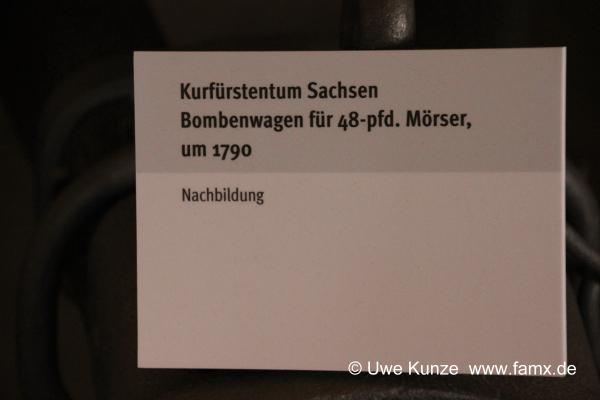 Kurfürstentum Sachsen
Bombenwagen für 48-pfd. Mörser,
um 1790
Nachbildung
© Uwe Kunze www.famx.de